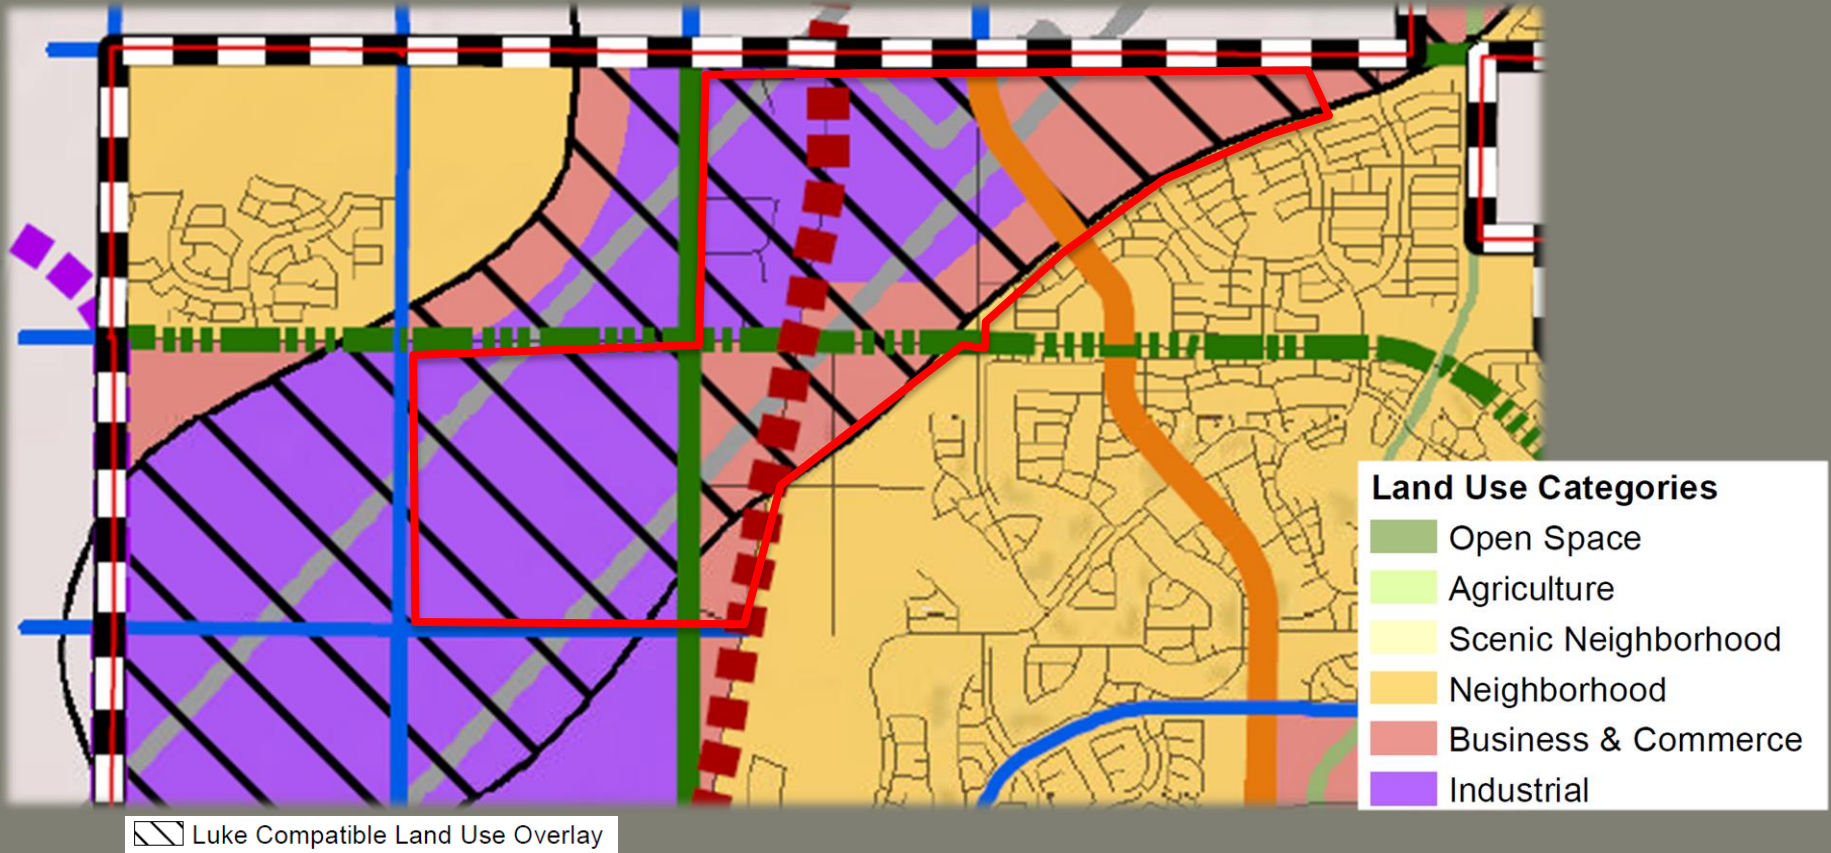 Land Use Categories
Open Space
Agriculture
Scenic Neighborhood
Neighborhood
Business & Commerce
Industrial
Luke Compatible Land Use Overlay